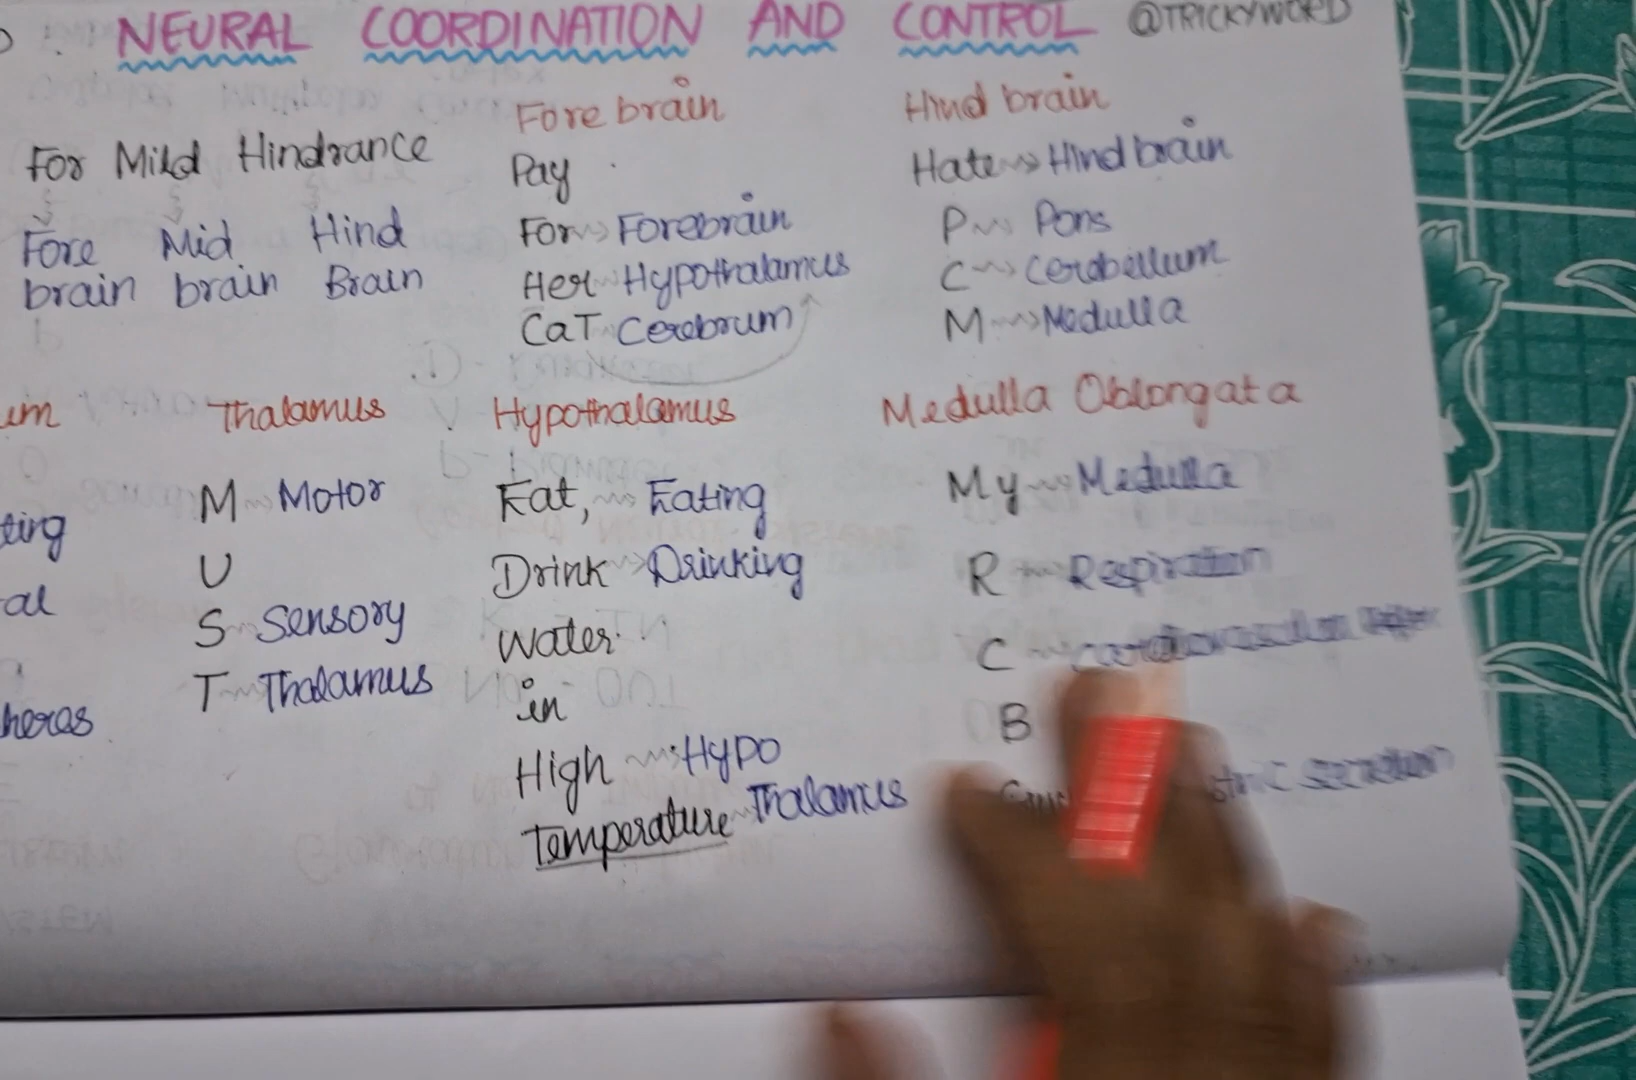 NEURAL COORDINATION AND CONTROL @TRICKYWORD
For Mild Hindrance
Fore Mid Hind
brain brain Brain
Fore brain
Pay
For Forebrain
Her Hypothalamus
CaT Cerebrum
Hind brain
Hate Hind brain
P Pons
C Cerebellum
M Medulla
Thalamus
M Motor
U
S Sensory
T Thalamus
Hypothalamus
Eat, Eating
Drink Drinking
Water
in
High Hypo
Temperature Thalamus
Medulla Oblongata
My Medulla
R Respiration
C cardiovascular
B
secretion